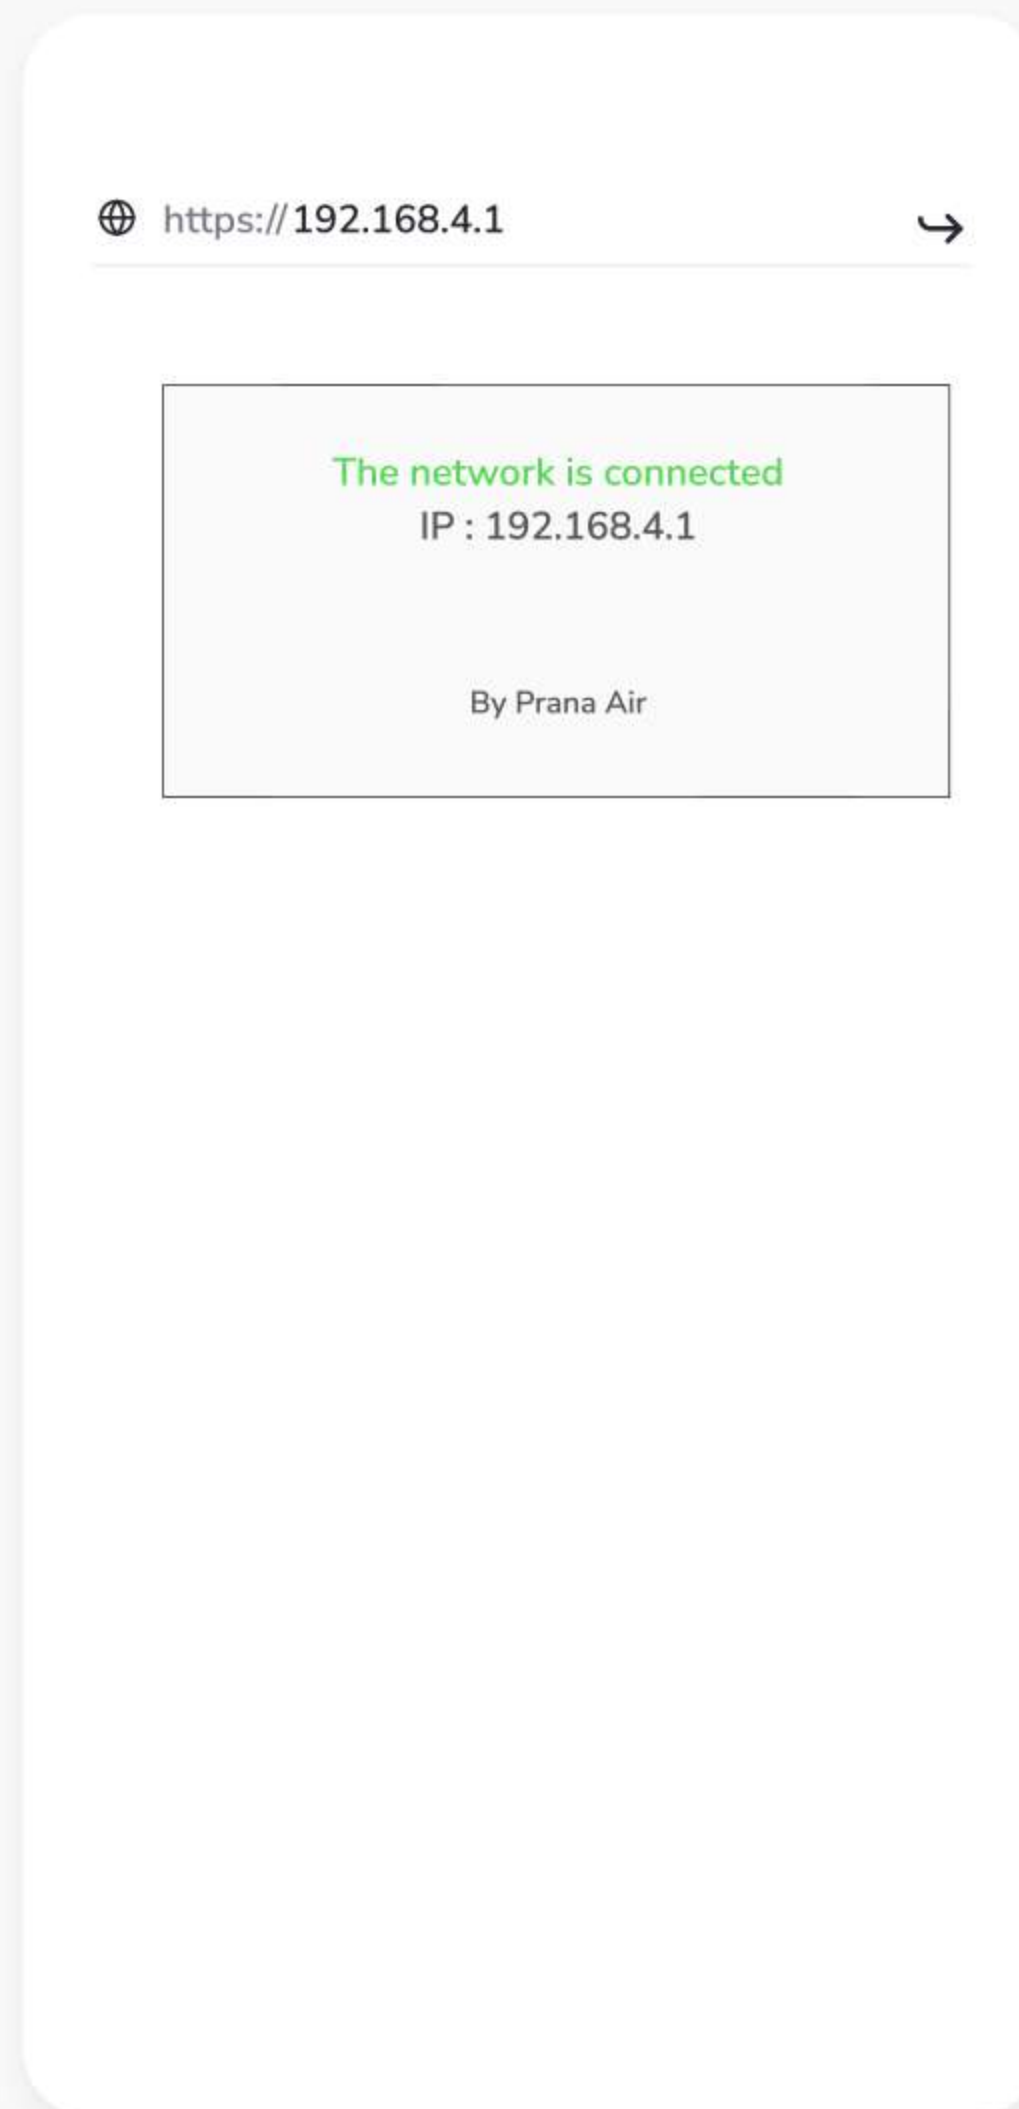 https://192.168.4.1
The network is connected
IP : 192.168.4.1
By Prana Air